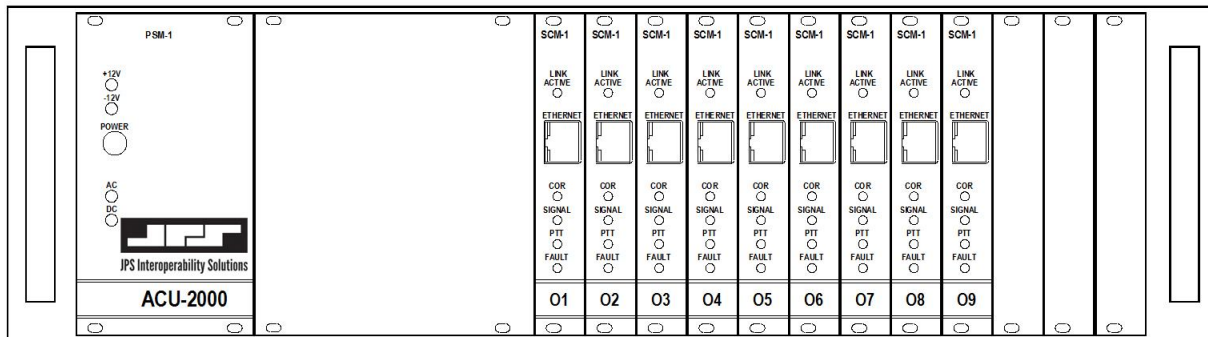 PSM-1
+12V
-12V
POWER
AC
DC
JPS
JPS Interoperability Solutions
ACU-2000
SCM-1 SCM-1 SCM-1 SCM-1 SCM-1 SCM-1 SCM-1 SCM-1 SCM-1
LINK LINK LINK LINK LINK LINK LINK LINK LINK
ACTIVE ACTIVE ACTIVE ACTIVE ACTIVE ACTIVE ACTIVE ACTIVE ACTIVE
ETHERNET ETHERNET ETHERNET ETHERNET ETHERNET ETHERNET ETHERNET ETHERNET ETHERNET
COR COR COR COR COR COR COR COR COR
SIGNAL SIGNAL SIGNAL SIGNAL SIGNAL SIGNAL SIGNAL SIGNAL SIGNAL
PTT PTT PTT PTT PTT PTT PTT PTT PTT
FAULT FAULT FAULT FAULT FAULT FAULT FAULT FAULT FAULT
01 02 03 04 05 06 07 08 09